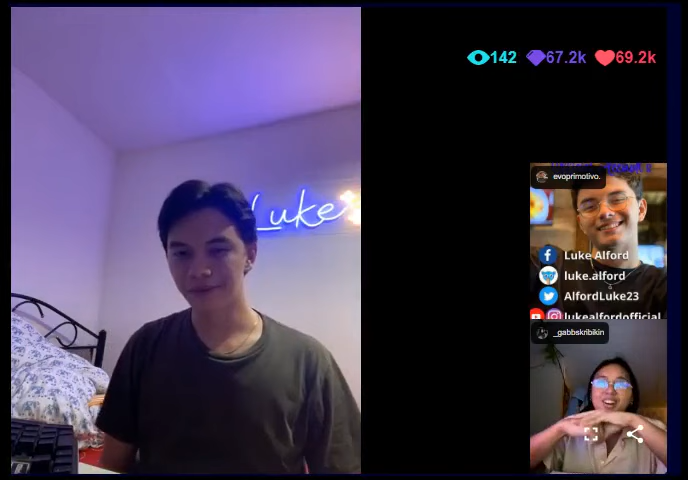 142 67.2k 69.2k
Luke
evoprimotivo.
Luke Alford
luke.alford
AlfordLuke23
lukealfordofficial
_gabbskribikin